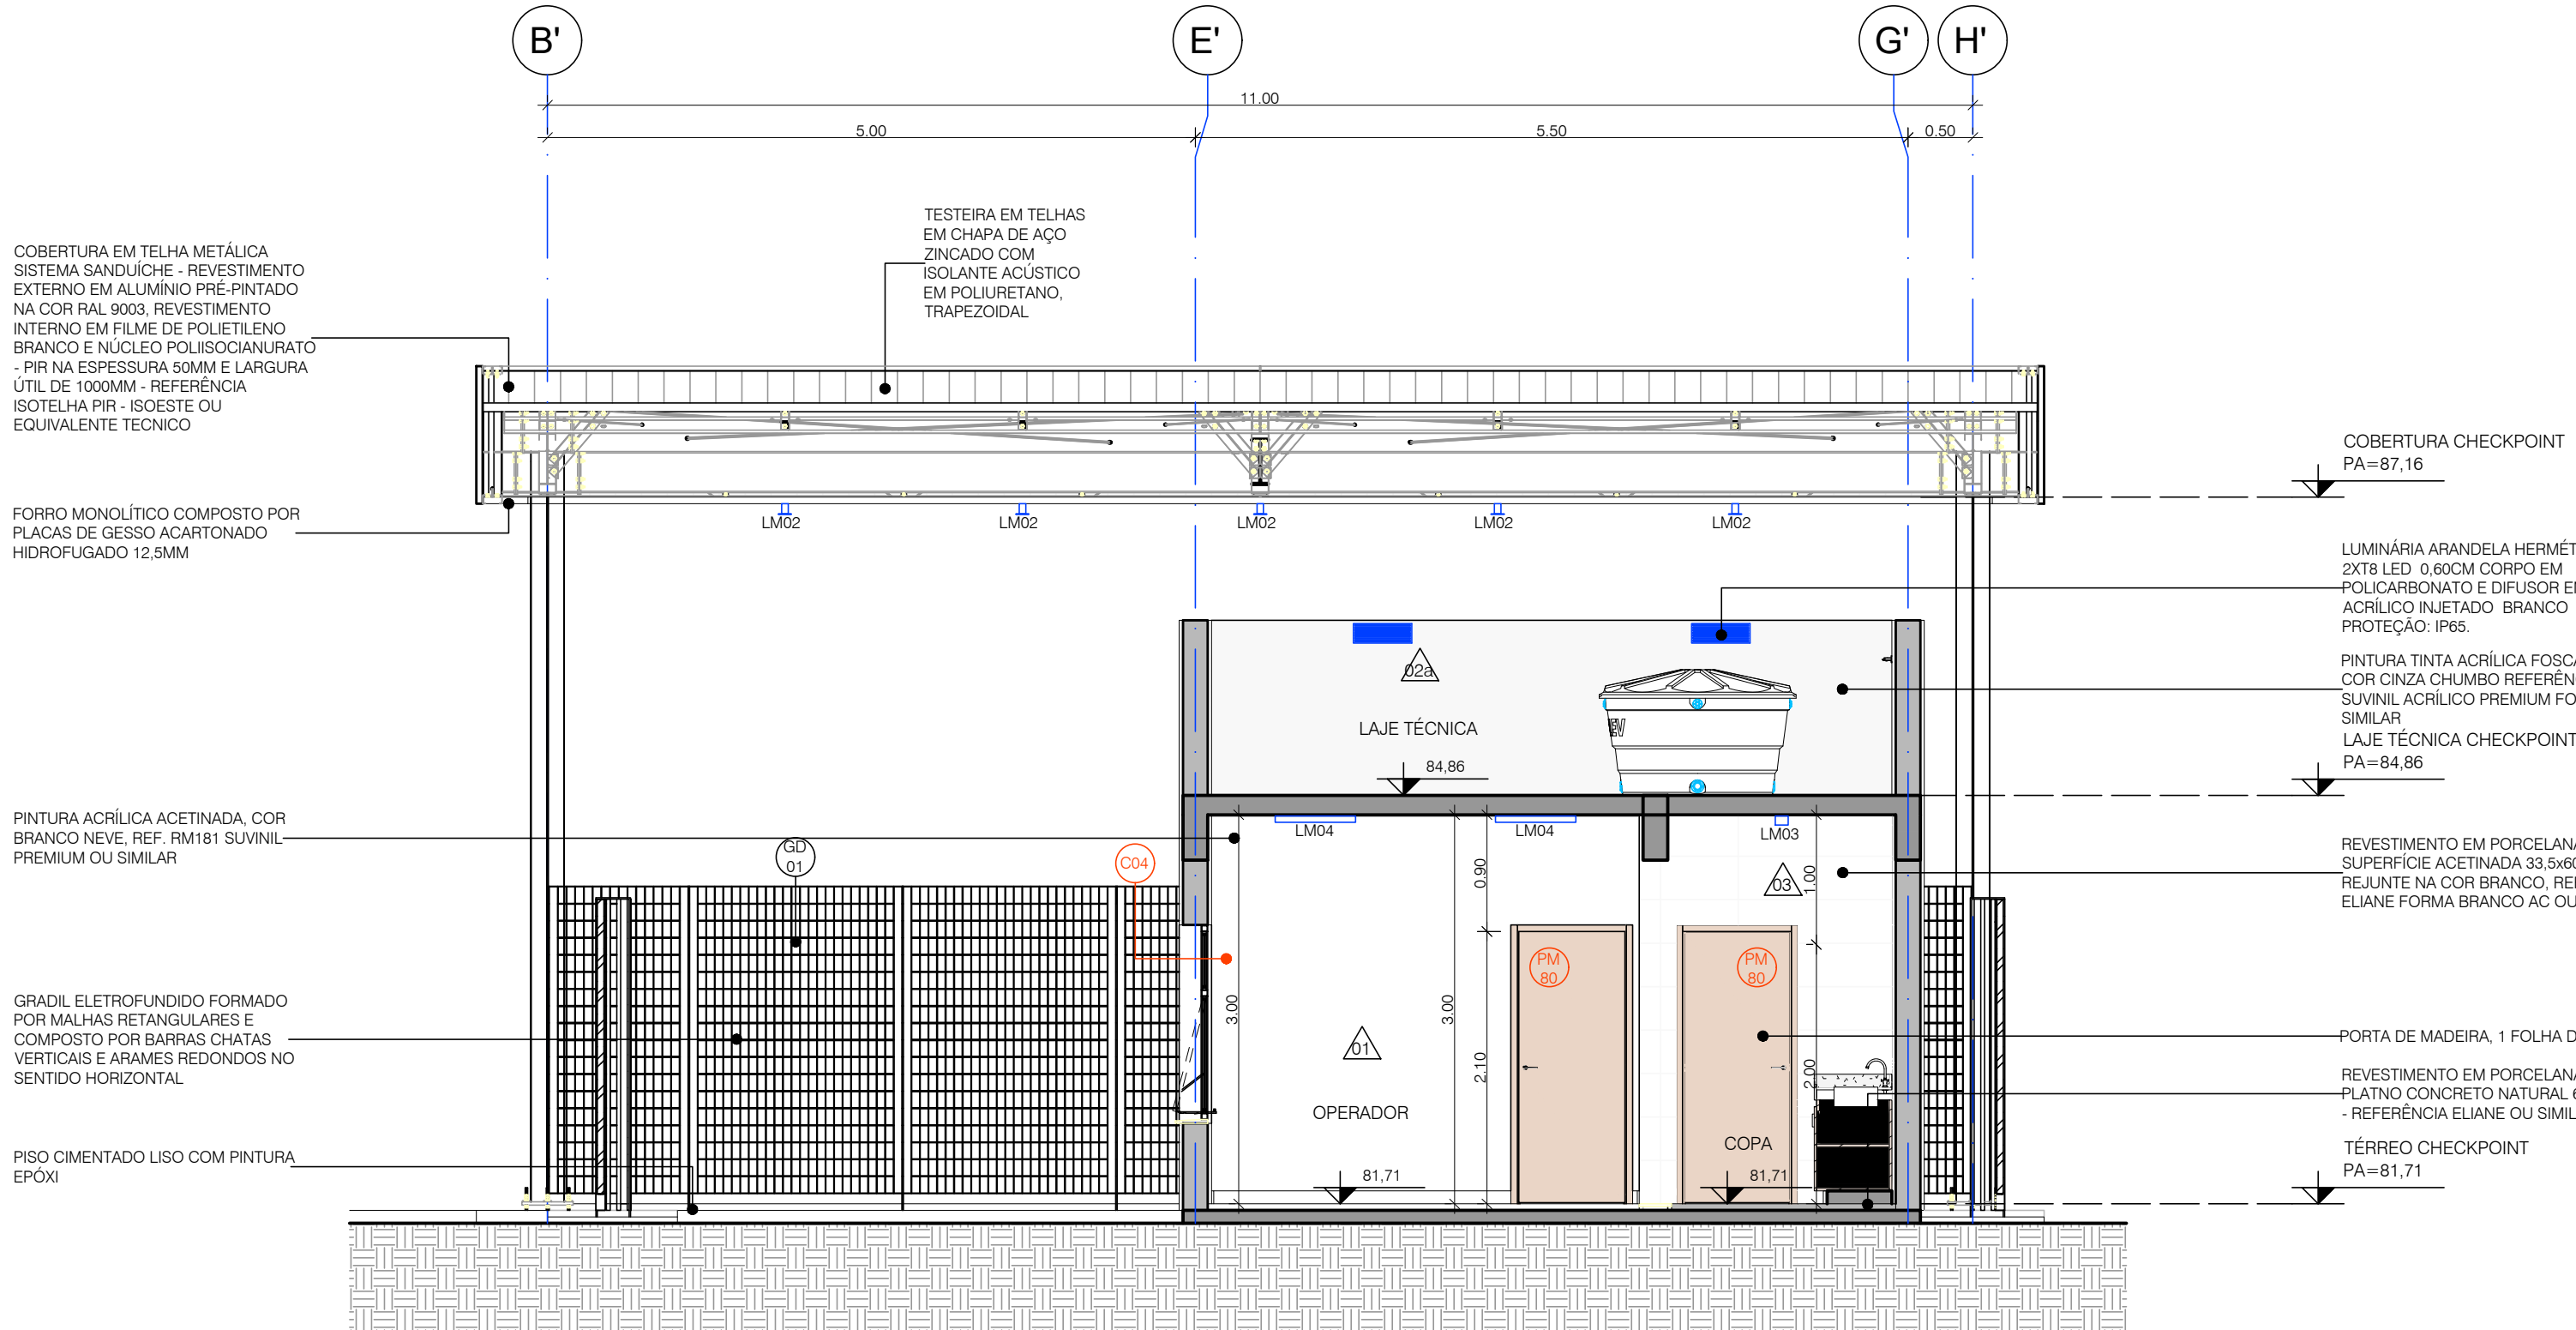 B'
E'
G'
H'
11.00
5.00
5.50
0.50
TESTEIRA EM TELHAS
EM CHAPA DE AÇO
ZINCADO COM
ISOLANTE ACÚSTICO
EM POLIURETANO,
TRAPEZOIDAL
COBERTURA EM TELHA METÁLICA
SISTEMA SANDUÍCHE - REVESTIMENTO
EXTERNO EM ALUMÍNIO PRÉ-PINTADO
NA COR RAL 9003, REVESTIMENTO
INTERNO EM FILME DE POLIETILENO
BRANCO E NÚCLEO POLIISOCIANURATO
- PIR NA ESPESSURA 50MM E LARGURA
ÚTIL DE 1000MM - REFERÊNCIA
ISOTELHA PIR - ISOESTE OU
EQUIVALENTE TECNICO
FORRO MONOLÍTICO COMPOSTO POR
PLACAS DE GESSO ACARTONADO
HIDROFUGADO 12,5MM
LM02
LM02
LM02
LM02
LM02
COBERTURA CHECKPOINT
PA=87,16
LUMINÁRIA ARANDELA HERMÉT
2XT8 LED 0,60CM CORPO EM
POLICARBONATO E DIFUSOR E
ACRÍLICO INJETADO BRANCO
PROTEÇÃO: IP65.
PINTURA TINTA ACRÍLICA FOSCA
COR CINZA CHUMBO REFERÊN
SUVINIL ACRÍLICO PREMIUM FO
SIMILAR
LAJE TÉCNICA CHECKPOINT
PA=84,86
02a
LAJE TÉCNICA
84,86
EV
PINTURA ACRÍLICA ACETINADA, COR
BRANCO NEVE, REF. RM181 SUVINIL
PREMIUM OU SIMILAR
GD
01
C04
LM04
LM04
LM03
0.90
1.00
03
REVESTIMENTO EM PORCELANA
SUPERFÍCIE ACETINADA 33,5x60
REJUNTE NA COR BRANCO, RE
ELIANE FORMA BRANCO AC OU
PM
80
PM
80
3.00
3.00
2.10
2.00
01
OPERADOR
COPA
81,71
81,71
GRADIL ELETROFUNDIDO FORMADO
POR MALHAS RETANGULARES E
COMPOSTO POR BARRAS CHATAS
VERTICAIS E ARAMES REDONDOS NO
SENTIDO HORIZONTAL
PISO CIMENTADO LISO COM PINTURA
EPÓXI
PORTA DE MADEIRA, 1 FOLHA D
REVESTIMENTO EM PORCELANA
PLATNO CONCRETO NATURAL 6
- REFERÊNCIA ELIANE OU SIMIL
TÉRREO CHECKPOINT
PA=81,71